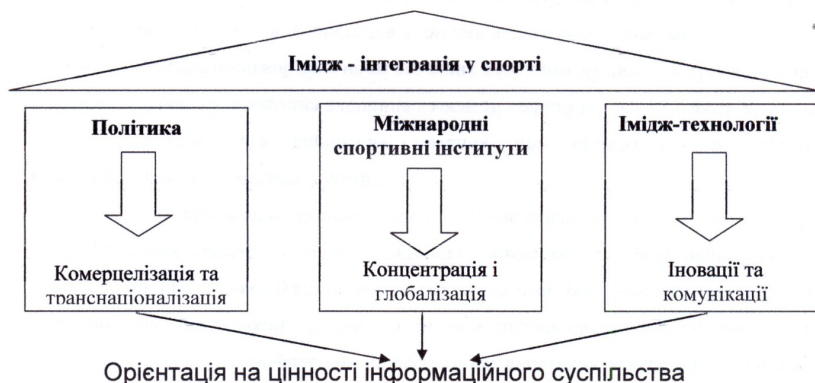 Імідж - інтеграція у спорті
Політика
Комерцелізація та
транснаціоналізація
Міжнародні
спортивні інститути
Концентрація і
глобалізація
Імідж-технології
Іновації та
комунікації
Орієнтація на цінності інформаційного суспільства